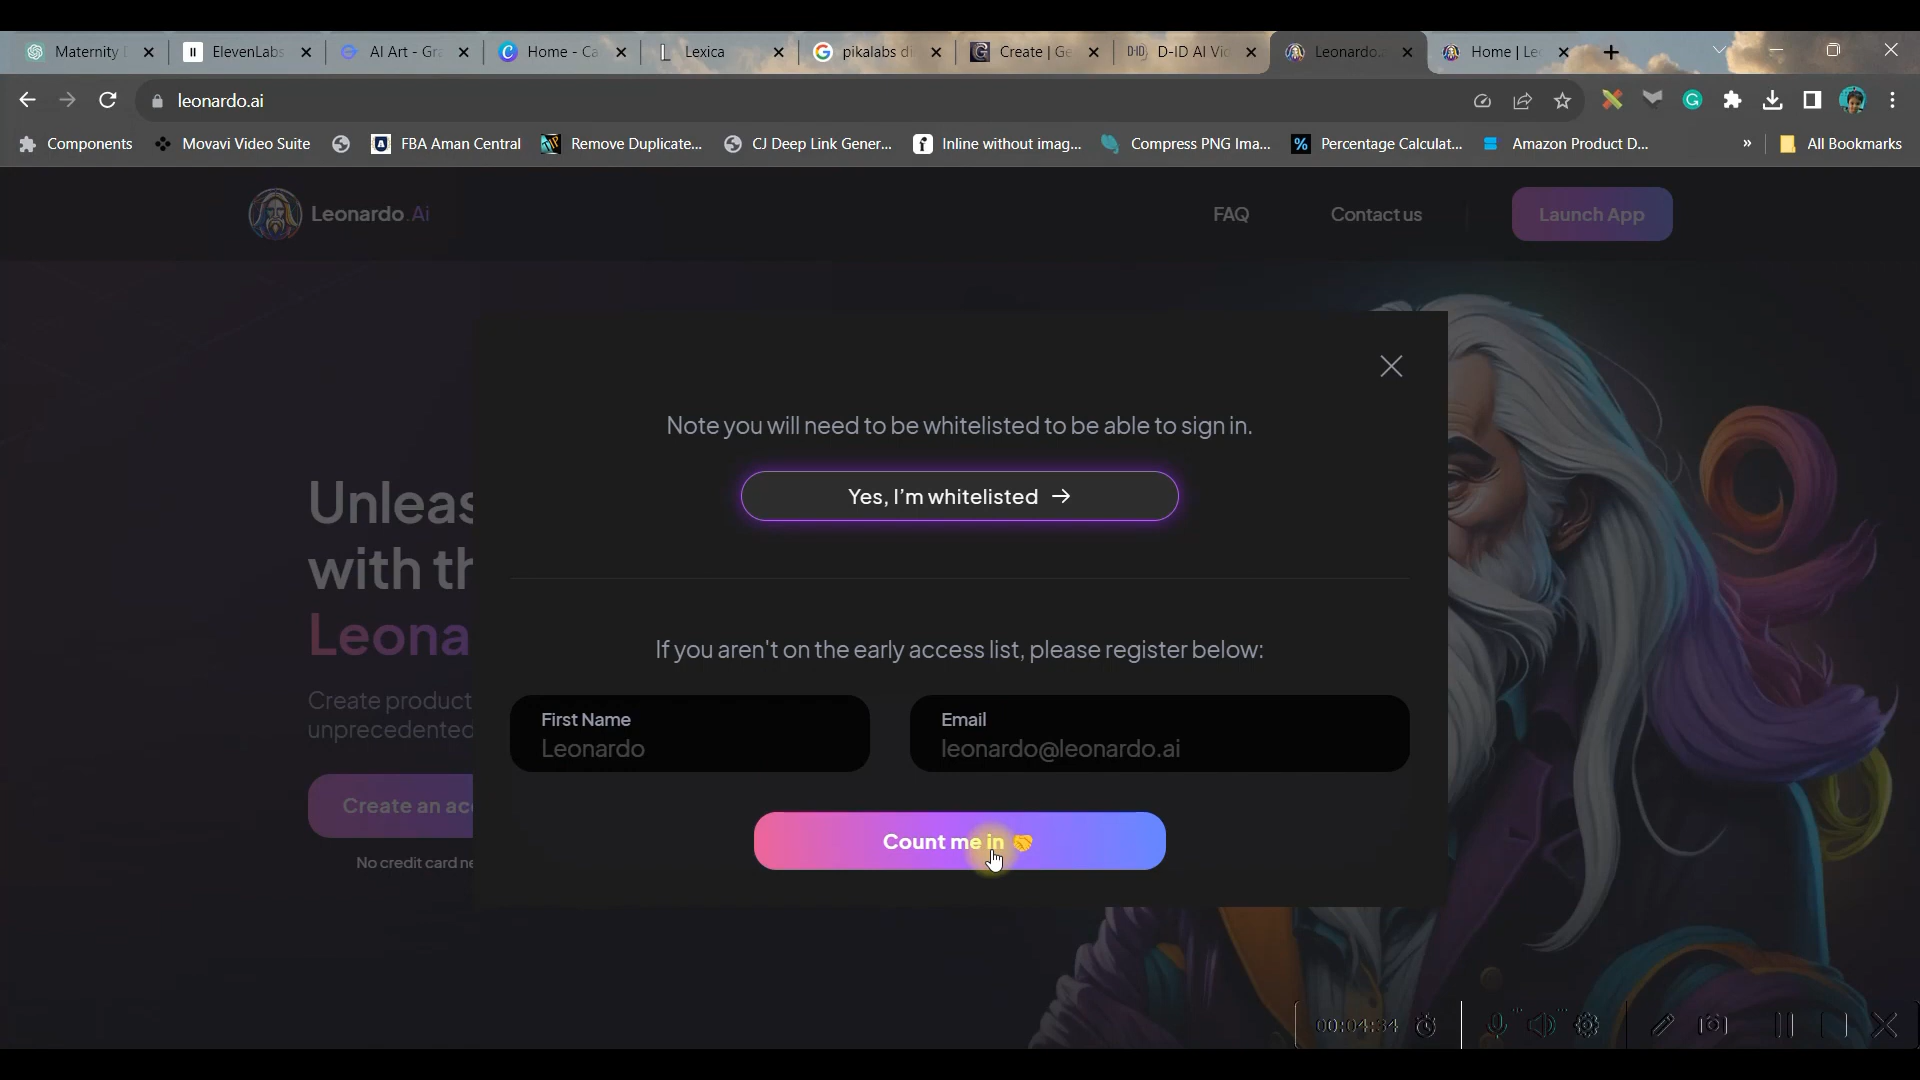 Maternity
ElevenLabs
AI Art - Gr
Home - Ca
Lexica
pikalabs di
Create | Ge
D-ID AI Vi
Leonardo.
Home | Le
leonardo.ai
Components
Movavi Video Suite
FBA Aman Central
Remove Duplicate...
CJ Deep Link Gener...
Inline without imag...
Compress PNG Ima...
Percentage Calculat...
Amazon Product D...
»
All Bookmarks
Leonardo.Ai
FAQ
Contact us
Launch App
Note you will need to be whitelisted to be able to sign in.
Yes, I'm whitelisted →
Unleas
with th
Leona
If you aren't on the early access list, please register below:
Create product
unprecedented
First Name
Leonardo
Email
leonardo@leonardo.ai
Create an acc
Count me in 🤝
No credit card ne
00:04:34